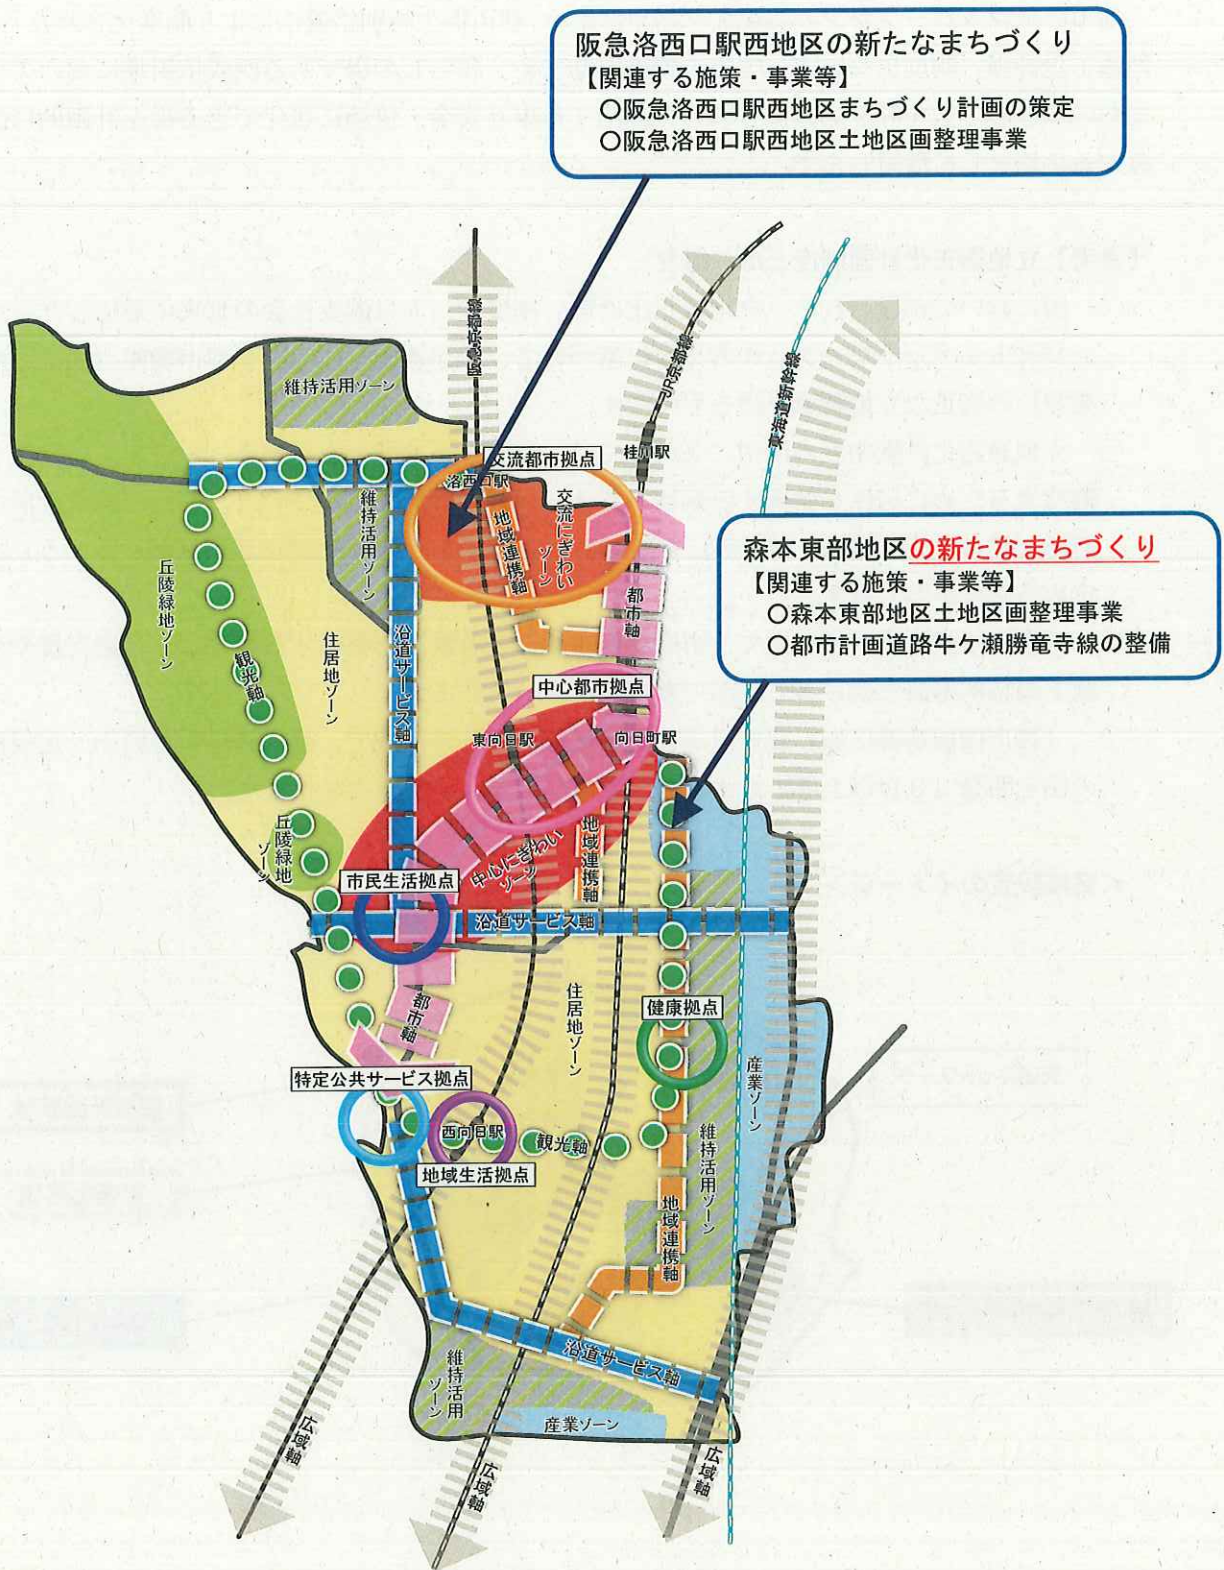 阪急洛西口駅西地区の新たなまちづくり
【関連する施策・事業等】
○阪急洛西口駅西地区まちづくり計画の策定
○阪急洛西口駅西地区土地区画整理事業
阪急京都線
JR京都線
東海道新幹線
維持活用ゾーン
交流都市拠点
桂川駅
洛西口駅
維持活用ゾーン
地域連携軸
交流にぎわい
ゾーン
森本東部地区の新たなまちづくり
【関連する施策・事業等】
○森本東部地区土地区画整理事業
○都市計画道路牛ケ瀬勝竜寺線の整備
丘陵緑地ゾーン
観光軸
住居地ゾーン
沿道サービス軸
都市軸
中心都市拠点
東向日駅
向日町駅
丘陵緑地
ゾーン
中心にぎわい
ゾーン
地域連携軸
市民生活拠点
沿道サービス軸
都市軸
住居地ゾーン
健康拠点
産業ゾーン
特定公共サービス拠点
西向日駅
観光軸
維持活用ゾーン
地域生活拠点
地域連携軸
沿道サービス軸
維持活用
ゾーン
産業ゾーン
広域軸
広域軸
広域軸